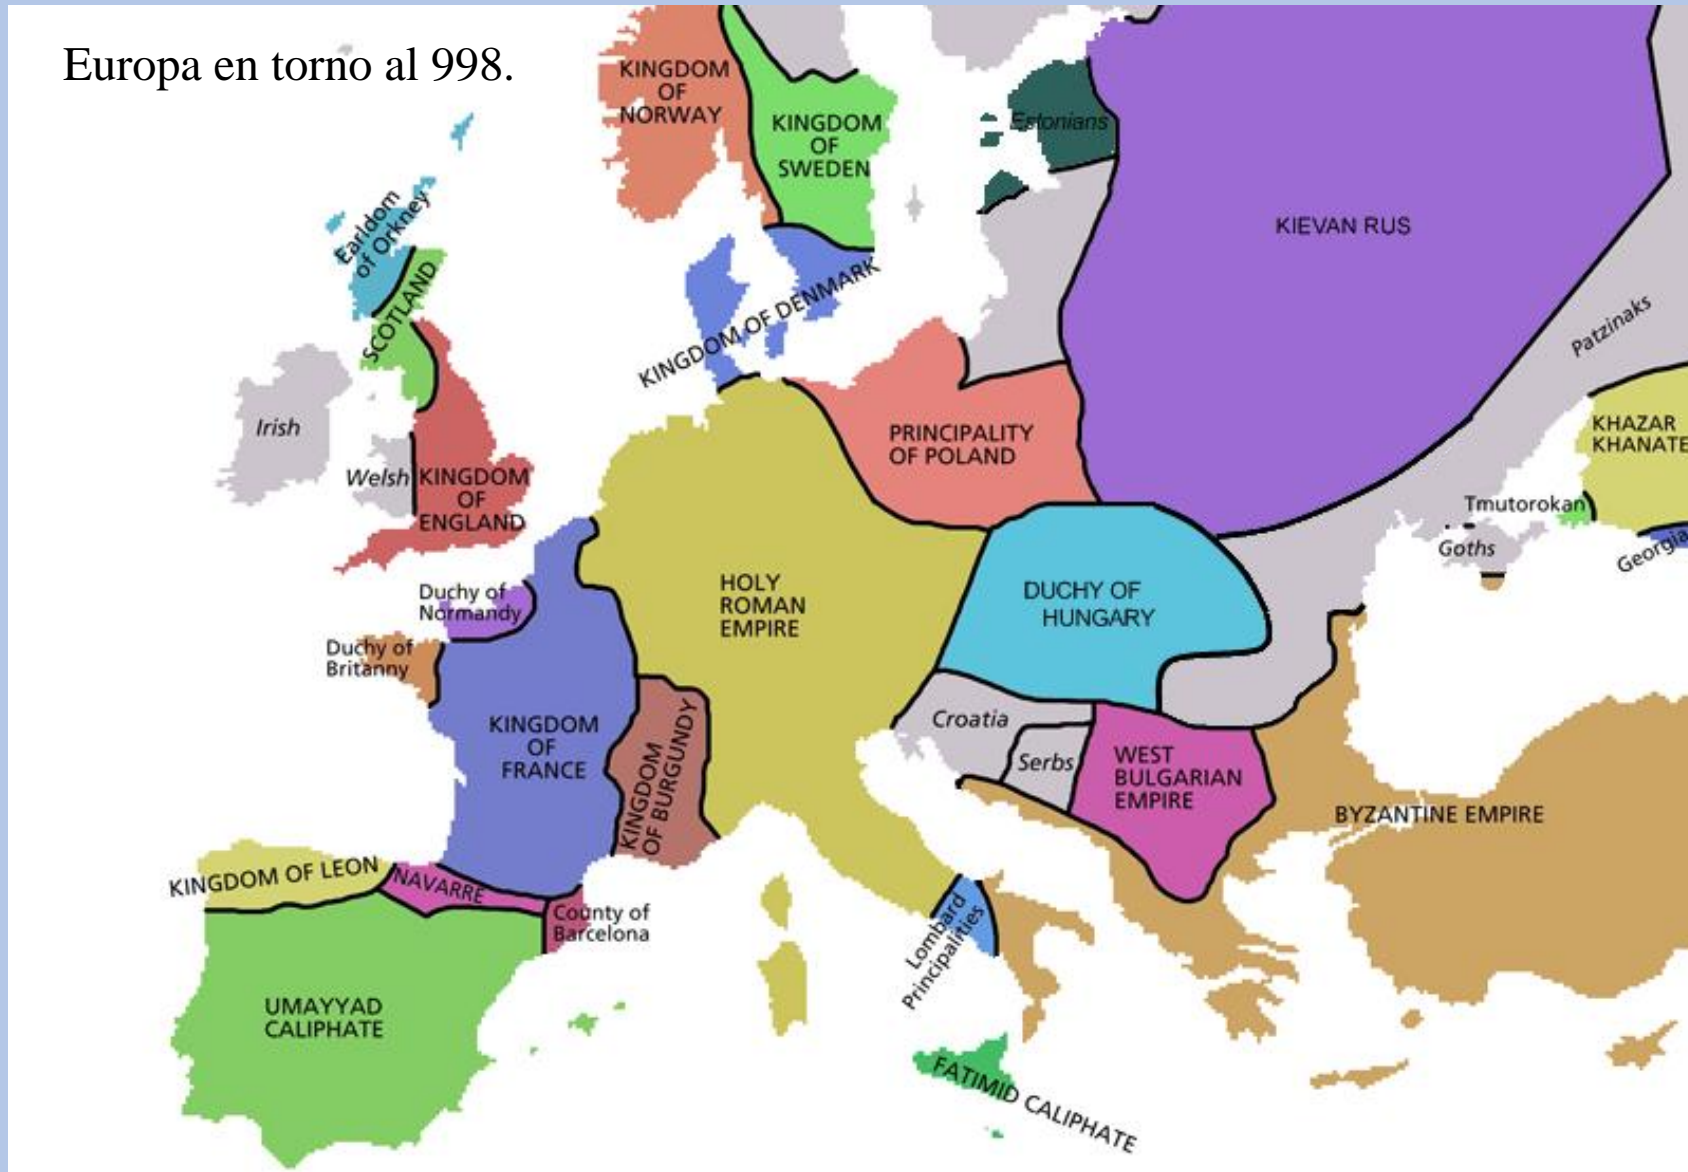 Europa en torno al 998.
KINGDOM
OF
NORWAY
KINGDOM
OF
SWEDEN
Estonians
KIEVAN RUS
Earldom
of Orkney
SCOTLAND
KINGDOM OF DENMARK
Patzinaks
Irish
Welsh
KINGDOM
OF
ENGLAND
PRINCIPALITY
OF POLAND
KHAZAR
KHANATE
Tmutorokan
Goths
Georgia
Duchy of
Normandy
Duchy of
Britanny
HOLY
ROMAN
EMPIRE
DUCHY OF
HUNGARY
KINGDOM
OF
FRANCE
KINGDOM
OF BURGUNDY
Croatia
Serbs
WEST
BULGARIAN
EMPIRE
BYZANTINE EMPIRE
KINGDOM OF LEON
NAVARRE
County of
Barcelona
Lombard
Principalities
UMAYYAD
CALIPHATE
FATIMID CALIPHATE